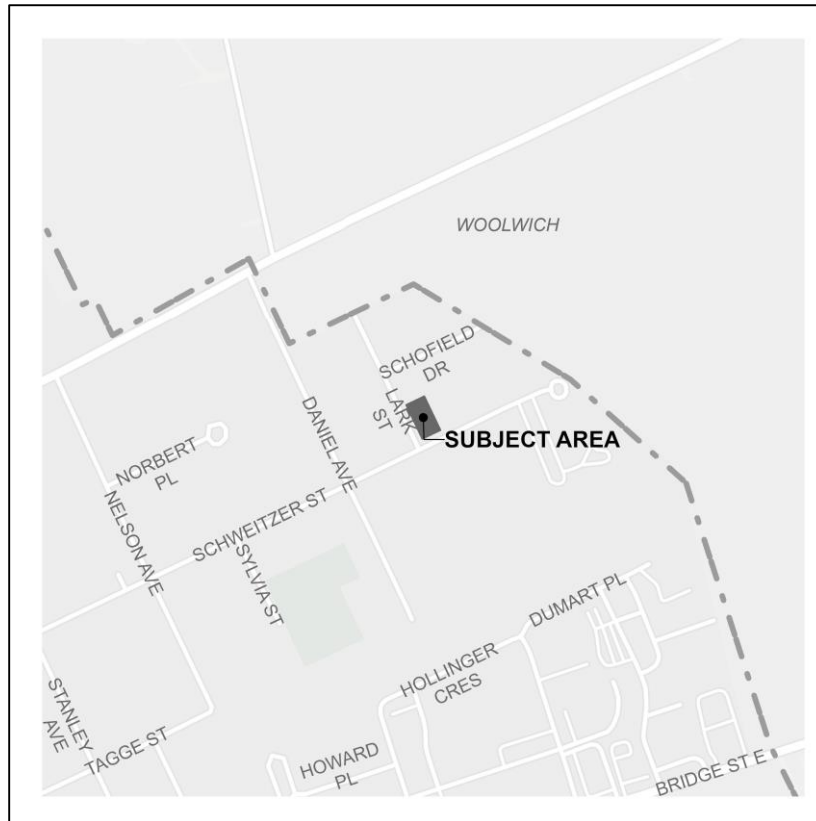 WOOLWICH
SCHOFIELD
DR
LARK
ST
SUBJECT AREA
DANIEL AVE
NORBERT
PL
NELSON AVE
SCHWEITZER ST
SYLVIA ST
DUMART PL
HOLLINGER
CRES
STANLEY
AVE
TAGGE ST
HOWARD
PL
BRIDGE ST E